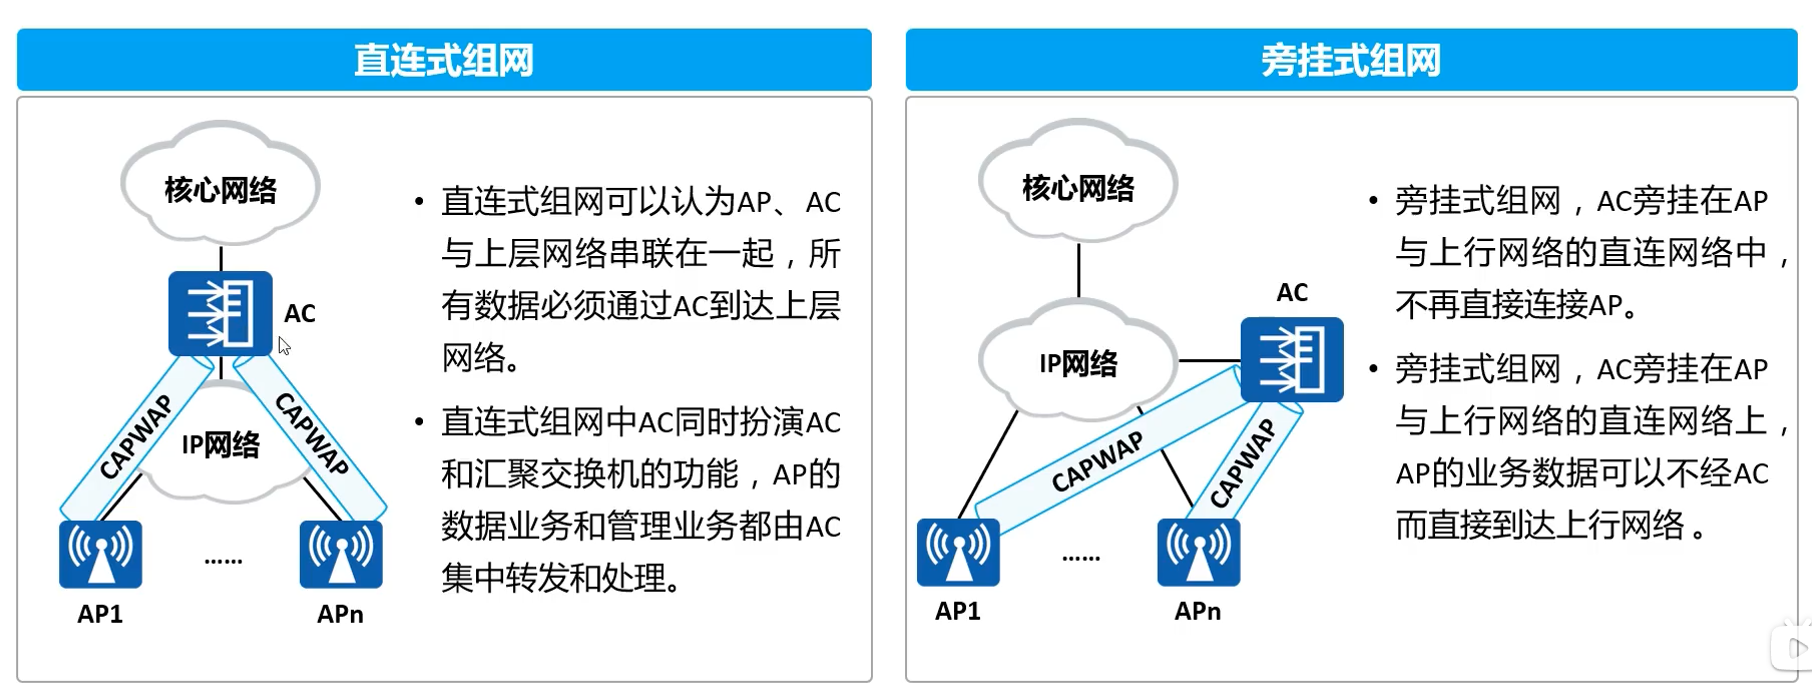 直连式组网
核心网络
AC
CAPWAP
CAPWAP
IP网络
……
AP1
APn
• 直连式组网可以认为AP、AC
与上层网络串联在一起，所
有数据必须通过AC到达上层
网络。
• 直连式组网中AC同时扮演AC
和汇聚交换机的功能，AP的
数据业务和管理业务都由AC
集中转发和处理。
旁挂式组网
核心网络
AC
IP网络
CAPWAP
CAPWAP
……
AP1
APn
• 旁挂式组网，AC旁挂在AP
与上行网络的直连网络中，
不再直接连接AP。
• 旁挂式组网，AC旁挂在AP
与上行网络的直连网络上，
AP的业务数据可以不经AC
而直接到达上行网络。